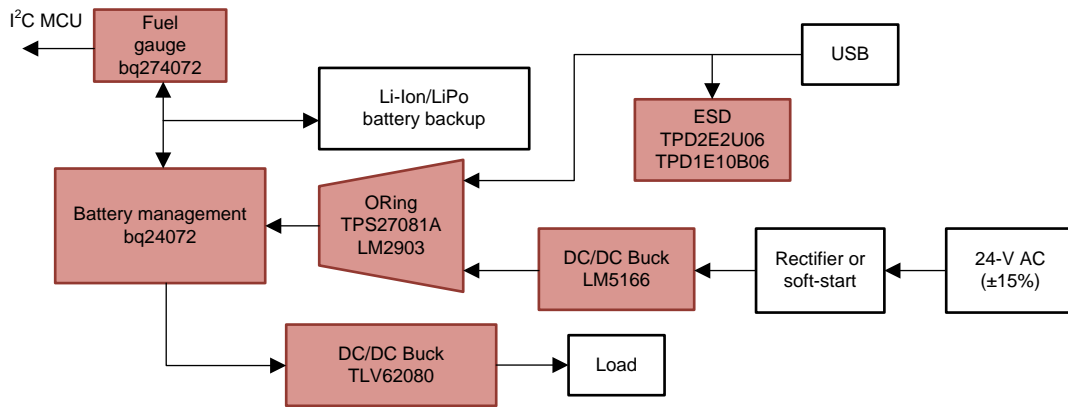 I²C MCU
Fuel
gauge
bq274072
USB
Li-Ion/LiPo
battery backup
ESD
TPD2E2U06
TPD1E10B06
Battery management
bq24072
ORing
TPS27081A
LM2903
DC/DC Buck
LM5166
Rectifier or
soft-start
24-V AC
(±15%)
DC/DC Buck
TLV62080
Load